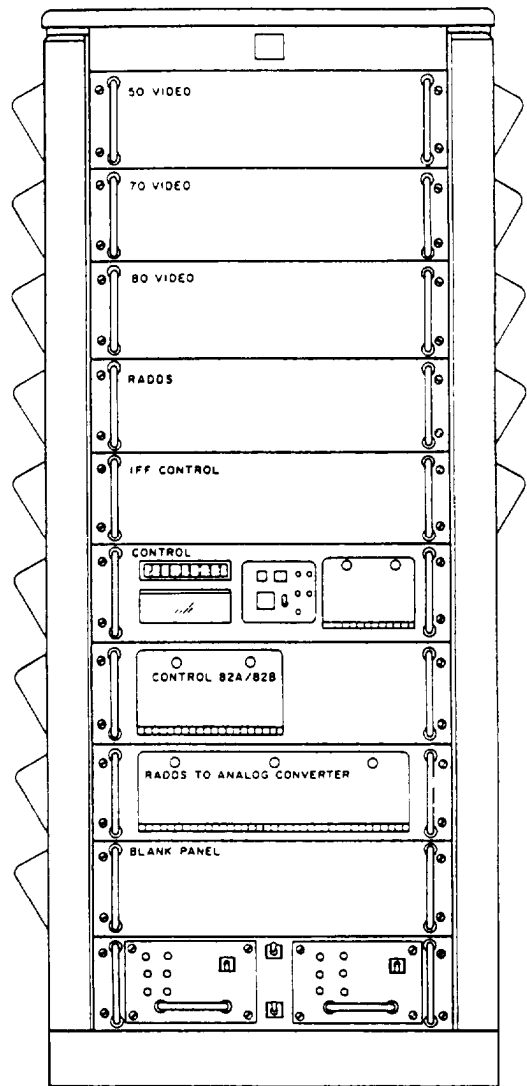 50 VIDEO
70 VIDEO
80 VIDEO
RADDS
IFF CONTROL
CONTROL
CONTROL 82A/82B
RADDS TO ANALOG CONVERTER
BLANK PANEL